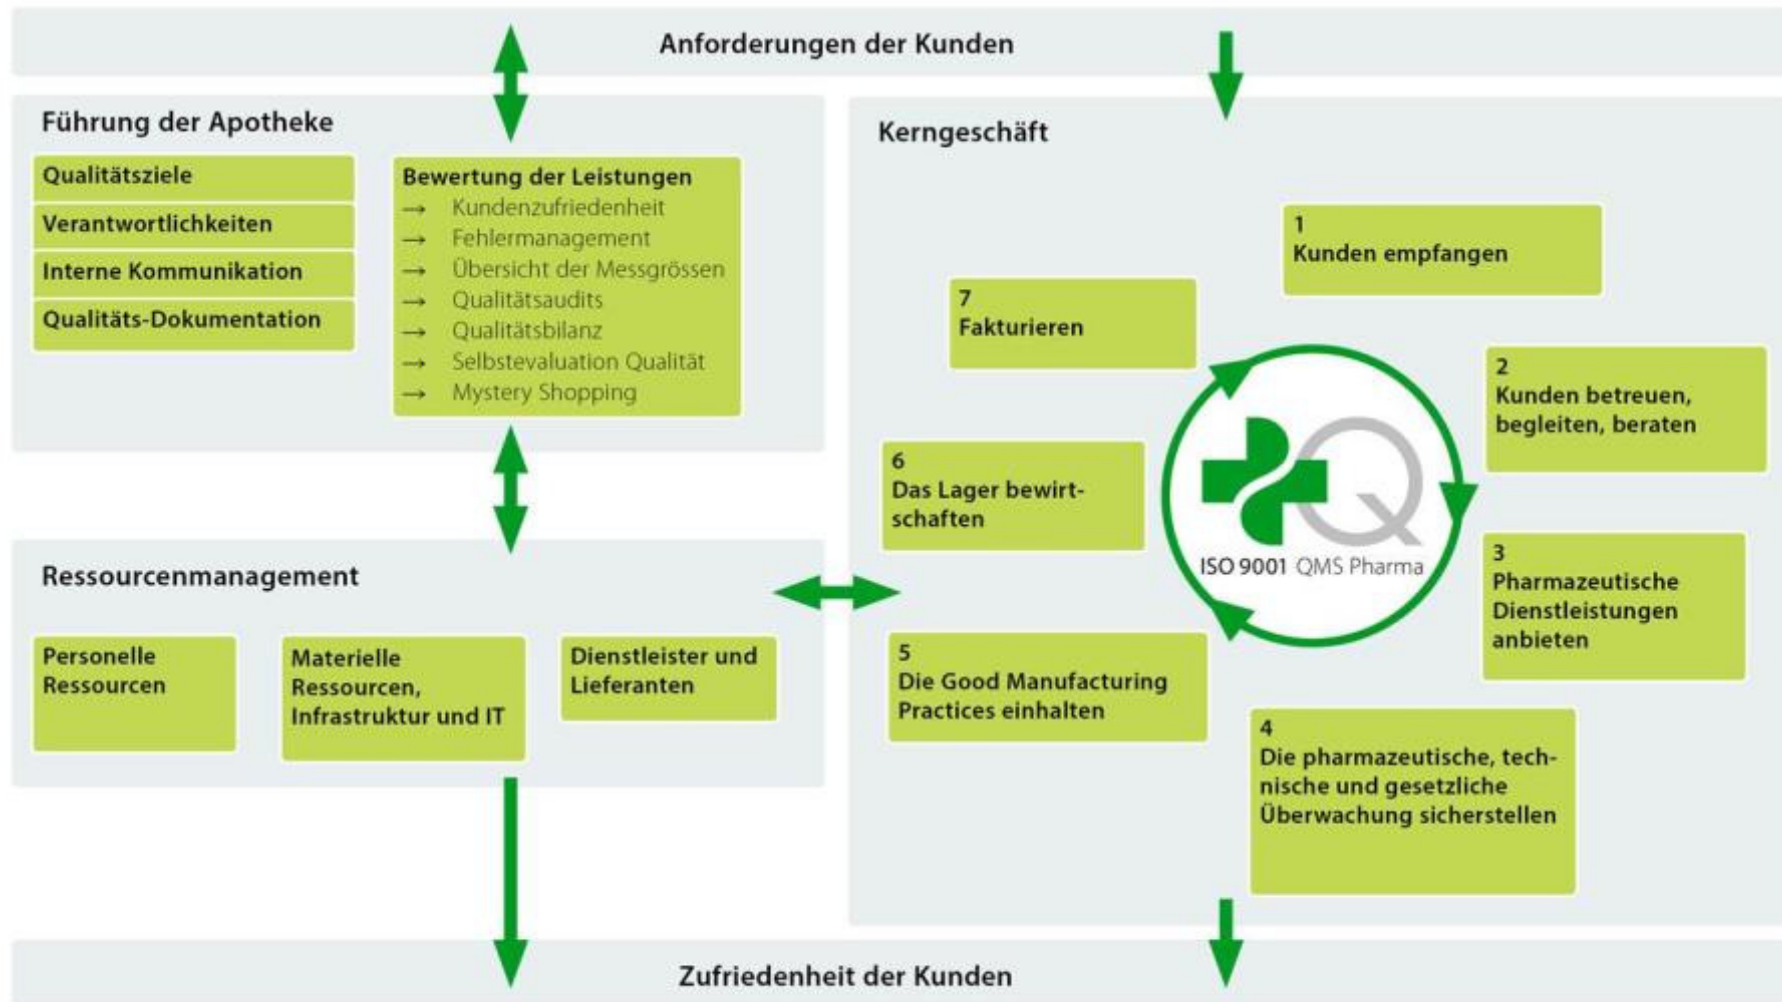 Anforderungen der Kunden
Führung der Apotheke
Qualitätsziele
Verantwortlichkeiten
Interne Kommunikation
Qualitäts-Dokumentation
Bewertung der Leistungen
→ Kundenzufriedenheit
→ Fehlermanagement
→ Übersicht der Messgrössen
→ Qualitätsaudits
→ Qualitätsbilanz
→ Selbstevaluation Qualität
→ Mystery Shopping
Ressourcenmanagement
Personelle
Ressourcen
Materielle
Ressourcen,
Infrastruktur und IT
Dienstleister und
Lieferanten
Kerngeschäft
1
Kunden empfangen
2
Kunden betreuen,
begleiten, beraten
3
Pharmazeutische
Dienstleistungen
anbieten
4
Die pharmazeutische, tech-
nische und gesetzliche
Überwachung sicherstellen
5
Die Good Manufacturing
Practices einhalten
6
Das Lager bewirt-
schaften
7
Fakturieren
Q
ISO 9001 QMS Pharma
Zufriedenheit der Kunden